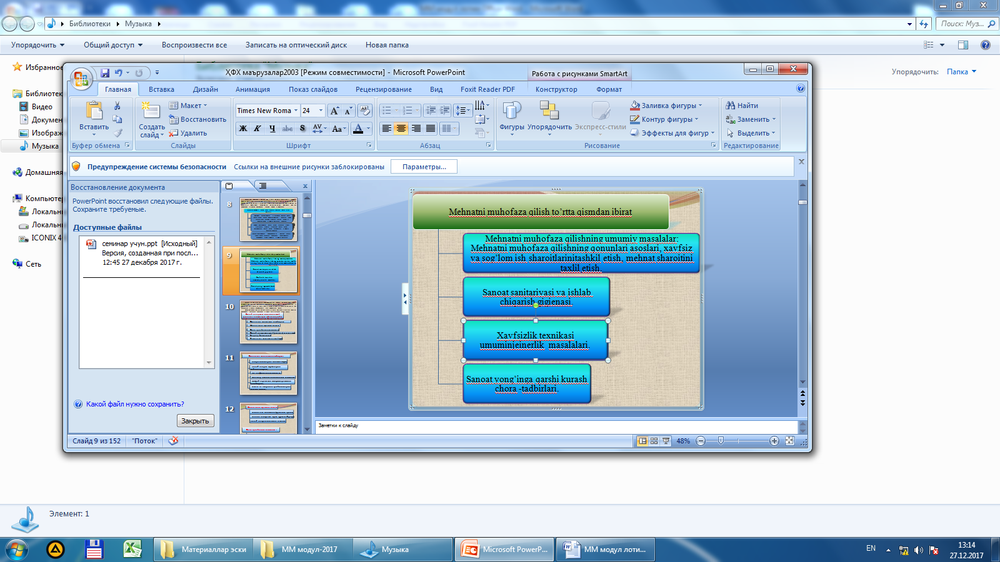 Библиотеки
Музыка
Поиск: Муз...
Упорядочить
Общий доступ
Воспроизвести все
Записать на оптический диск
Новая папка
Избранное
Упорядочить:
Папка
Библиотек
Видео
Докумен
Изображ
Музыка
Домашняя
Компьютер
Локальн
Локальн
ICONIX 4
Сеть
ҲФХ маърузалар2003 [Режим совместимости] - Microsoft PowerPoint
Работа с рисунками SmartArt
Главная
Вставка
Дизайн
Анимация
Показ слайдов
Рецензирование
Вид
Foxit Reader PDF
Конструктор
Формат
Вставить
Буфер обмена
Создать
слайд
Макет
Восстановить
Удалить
Слайды
Times New Roma
24
Ж К Ч abc S AV Aa A
Шрифт
Абзац
Фигуры
Упорядочить
Экспресс-стили
Заливка фигуры
Контур фигуры
Эффекты для фигур
Рисование
Найти
Заменить
Выделить
Редактирование
Предупреждение системы безопасности
Ссылки на внешние рисунки заблокированы
Параметры...
Восстановление документа
PowerPoint восстановил следующие файлы.
Сохраните требуемые.
Доступные файлы
семинар учун.ppt [Исходный]
Версия, созданная при посл...
12:45 27 декабря 2017 г.
Какой файл нужно сохранить?
Закрыть
8
9
10
11
12
Mehnatni muhofaza qilish to’rtta qismdan ibirat
Mehnatni muhofaza qilishning umumiy masalalar:
Mehnatni muhofaza qilishning qonunlari asoslari, xavfsiz
va sog’lom ish sharoitlarinitashkil etish, mehnat sharoitini
taxlil etish.
Sanoat sanitariyasi va ishlab
chiqarish gigienasi.
Xavfsizlik texnikasi
umuminjeinerlik masalalari.
Sanoat yong’inga qarshi kurash
chora -tadbirlari.
Заметки к слайду
Слайд 9 из 152
"Поток"
48%
Элемент: 1
Материаллар эски
ММ модул-2017
Музыка
Microsoft PowerP...
ММ модул лоти...
EN
13:14
27.12.2017